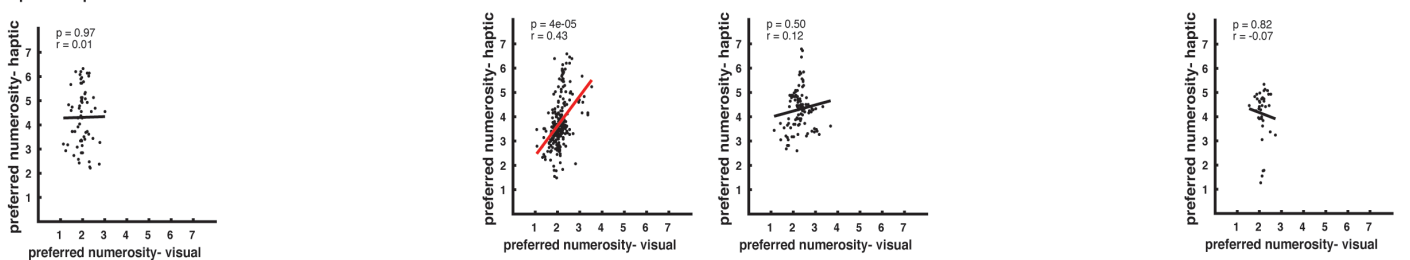 preferred numerosity- haptic
p = 0.97
r = 0.01
7
6
5
4
3
2
1
1 2 3 4 5 6 7
preferred numerosity- visual
preferred numerosity- haptic
p = 4e-05
r = 0.43
7
6
5
4
3
2
1
1 2 3 4 5 6 7
preferred numerosity- visual
preferred numerosity- haptic
p = 0.50
r = 0.12
7
6
5
4
3
2
1
1 2 3 4 5 6 7
preferred numerosity- visual
preferred numerosity- haptic
p = 0.82
r = -0.07
7
6
5
4
3
2
1
1 2 3 4 5 6 7
preferred numerosity- visual